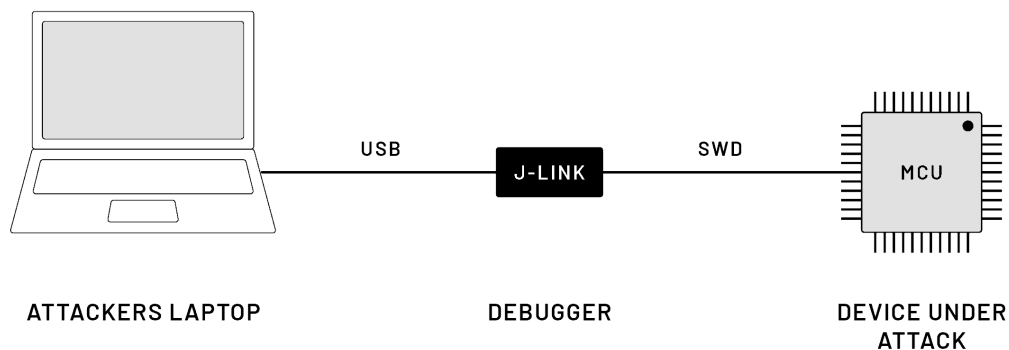 USB
SWD
J-LINK
MCU
ATTACKERS LAPTOP
DEBUGGER
DEVICE UNDER
ATTACK